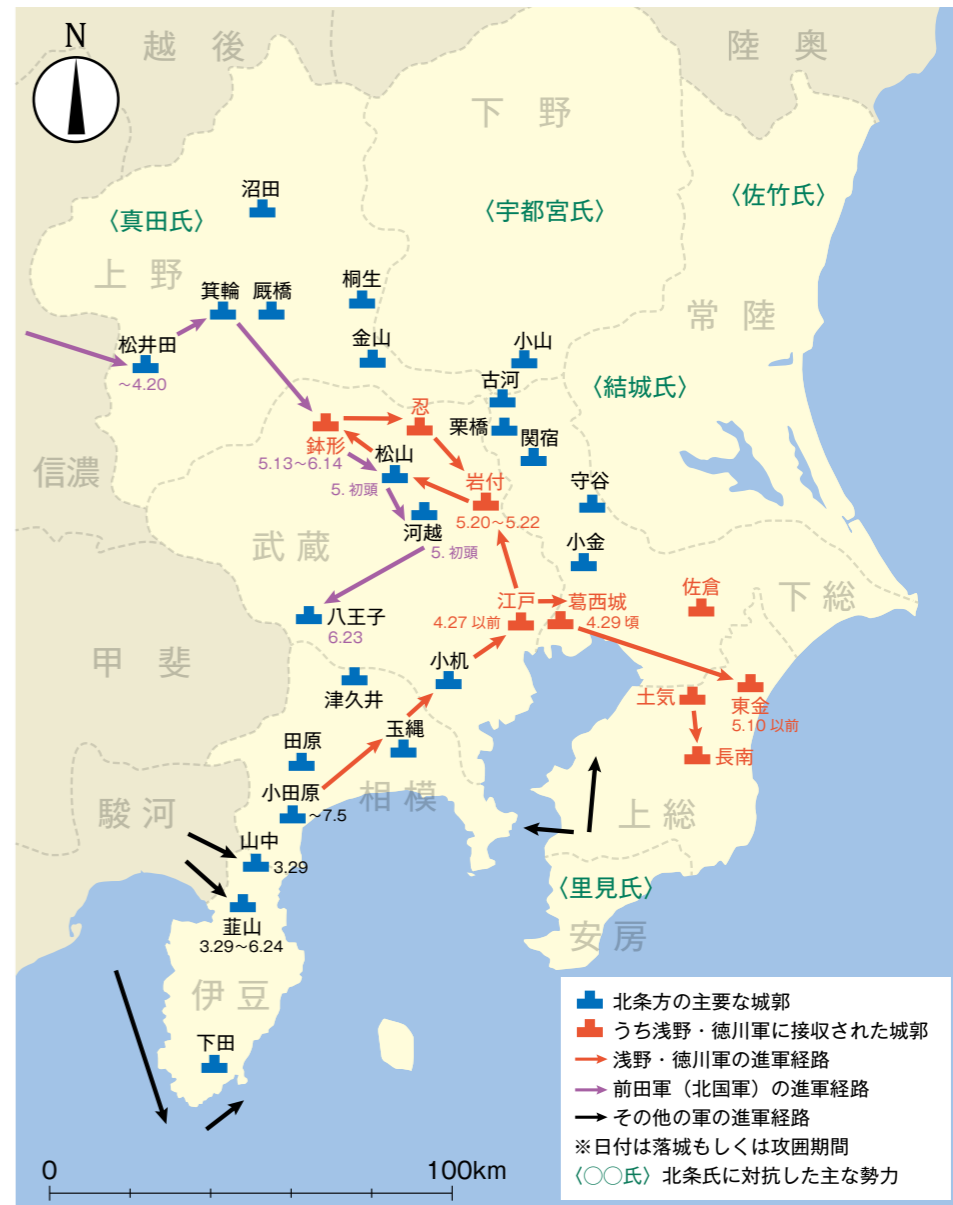 N
越後
陸奥
下野
沼田
〈真田氏〉
〈宇都宮氏〉
〈佐竹氏〉
上野
箕輪
厩橋
桐生
常陸
松井田
～4.20
金山
小山
古河
〈結城氏〉
忍
栗橋
関宿
鉢形
5.13～6.14
松山
5. 初頭
信濃
岩付
5.20～5.22
守谷
武蔵
河越
5. 初頭
小金
江戸
4.27 以前
葛西城
4.29 頃
佐倉
下総
八王子
6.23
甲斐
小机
津久井
土気
東金
5.10 以前
玉縄
長南
田原
小田原
～7.5
相模
駿河
上総
山中
3.29
〈里見氏〉
韮山
3.29～6.24
安房
伊豆
下田
北条方の主要な城郭
うち浅野・徳川軍に接収された城郭
浅野・徳川軍の進軍経路
前田軍（北国軍）の進軍経路
その他の軍の進軍経路
※日付は落城もしくは攻囲期間
〈○○氏〉北条氏に対抗した主な勢力
0
100km